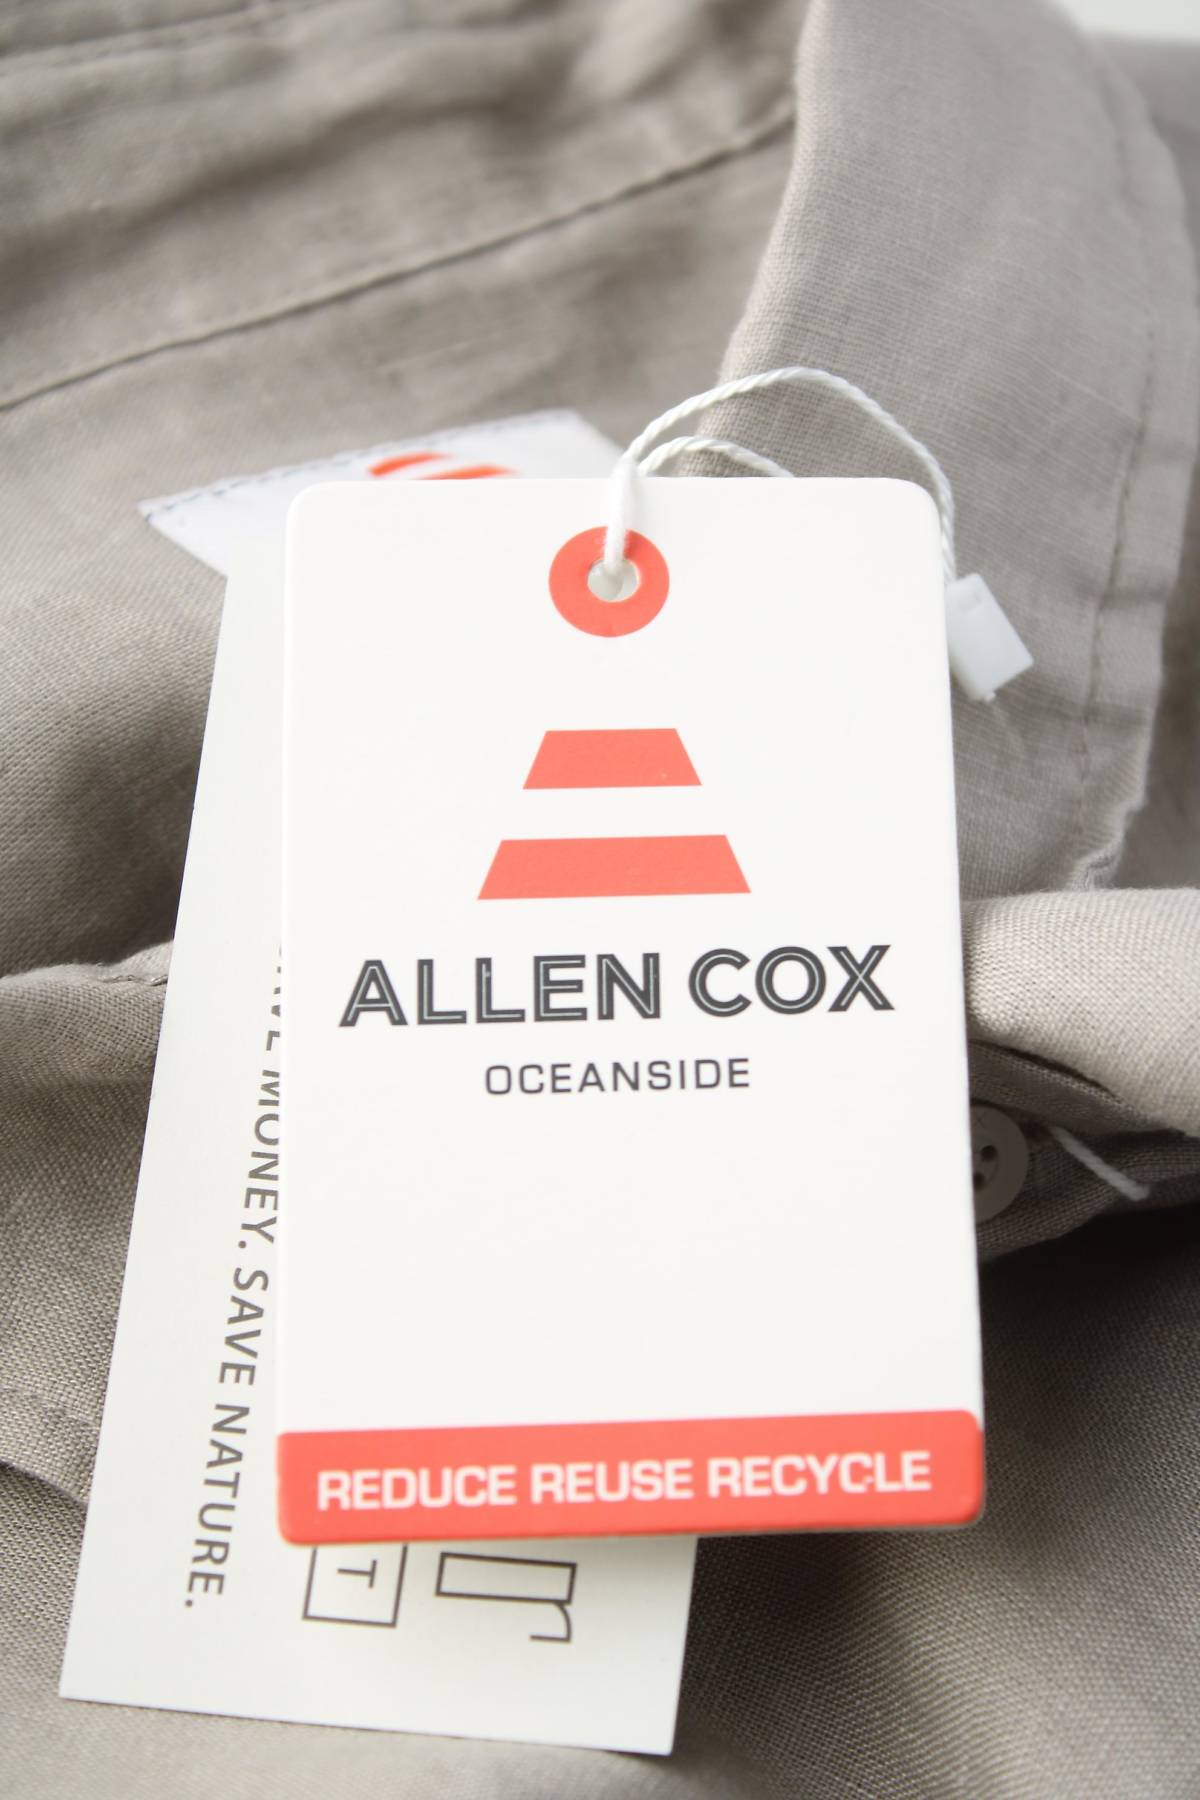 ALLEN COX
OCEANSIDE
REDUCE REUSE RECYCLE
MONEY. SAVE NATURE.
T
r